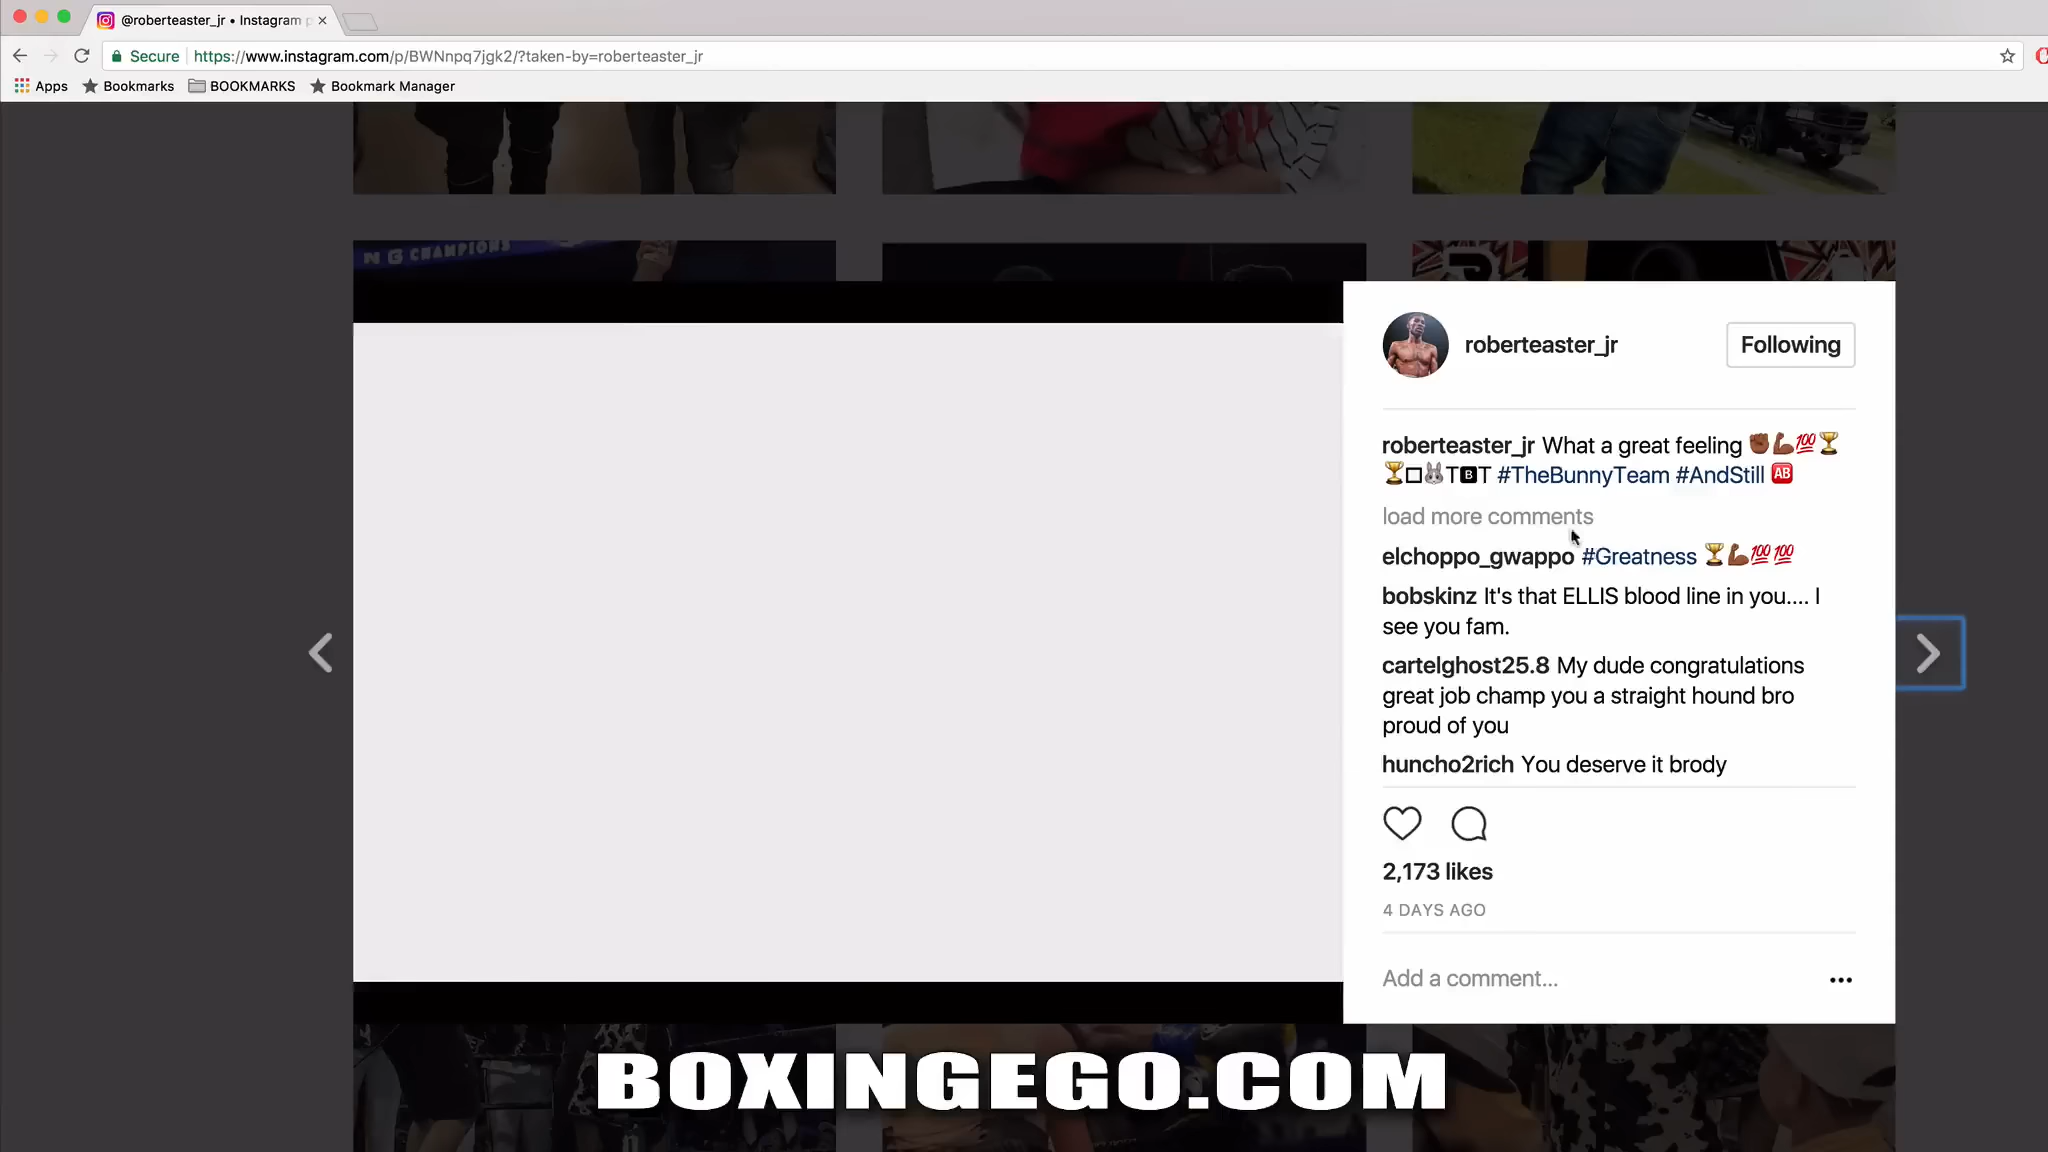 @roberteaster_jr • Instagram p
Secure https://www.instagram.com/p/BWNnpq7jgk2/?taken-by=roberteaster_jr
Apps Bookmarks BOOKMARKS Bookmark Manager
NG CHAMPIONS
roberteaster_jr Following
roberteaster_jr What a great feeling ✊🏾💪🏾💯🏆
🏆□🐰T🅱T #TheBunnyTeam #AndStill 🆎
load more comments
elchoppo_gwappo #Greatness 🏆💪🏾💯💯
bobskinz It's that ELLIS blood line in you.... I
see you fam.
cartelghost25.8 My dude congratulations
great job champ you a straight hound bro
proud of you
huncho2rich You deserve it brody
2,173 likes
4 DAYS AGO
Add a comment...
BOXINGEGO.COM